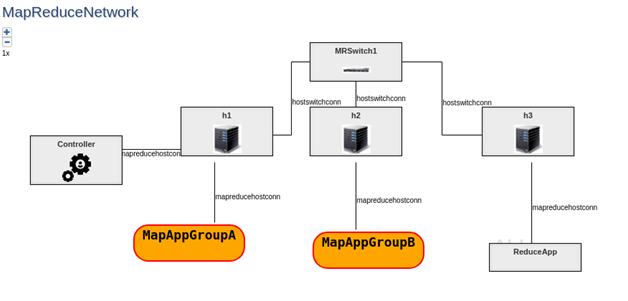 MapReduceNetwork
1x
MRSwitch1
hostswitchconn
hostswitchconn
hostswitchconn
h1
h2
h3
Controller
mapreducehostconn
mapreducehostconn
mapreducehostconn
mapreducehostconn
MapAppGroupA
MapAppGroupB
ReduceApp